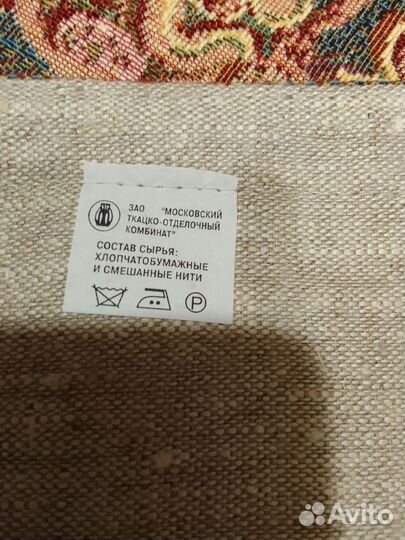 ЗАО "МОСКОВСКИЙ
ТКАЦКО-ОТДЕЛОЧНЫЙ
КОМБИНАТ"
СОСТАВ СЫРЬЯ:
ХЛОПЧАТОБУМАЖНЫЕ
И СМЕШАННЫЕ НИТИ
P
Avito